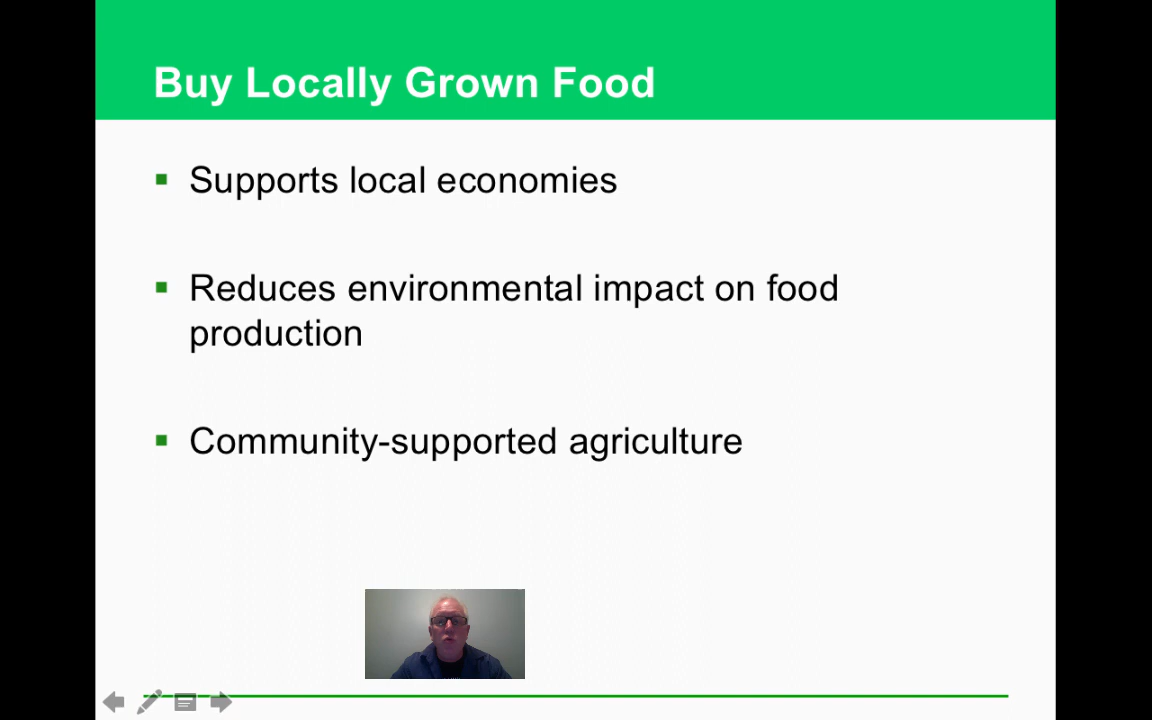 Buy Locally Grown Food
Supports local economies
Reduces environmental impact on food
production
Community-supported agriculture